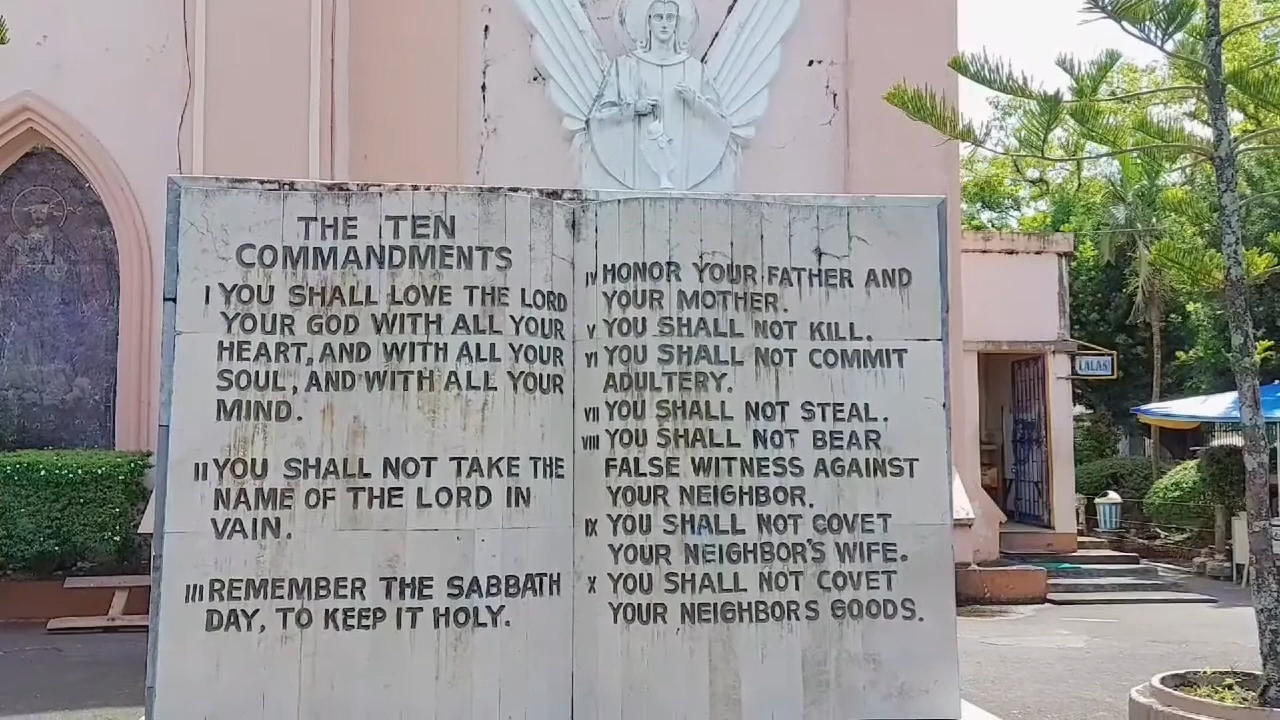 THE TEN
COMMANDMENTS
I YOU SHALL LOVE THE LORD
YOUR GOD WITH ALL YOUR
HEART, AND WITH ALL YOUR
SOUL, AND WITH ALL YOUR
MIND.
II YOU SHALL NOT TAKE THE
NAME OF THE LORD IN
VAIN.
III REMEMBER THE SABBATH
DAY, TO KEEP IT HOLY.
IV HONOR YOUR FATHER AND
YOUR MOTHER.
V YOU SHALL NOT KILL.
VI YOU SHALL NOT COMMIT
ADULTERY.
VII YOU SHALL NOT STEAL.
VIII YOU SHALL NOT BEAR
FALSE WITNESS AGAINST
YOUR NEIGHBOR.
IX YOU SHALL NOT COVET
YOUR NEIGHBOR'S WIFE.
X YOU SHALL NOT COVET
YOUR NEIGHBORS GOODS.
LALAKI